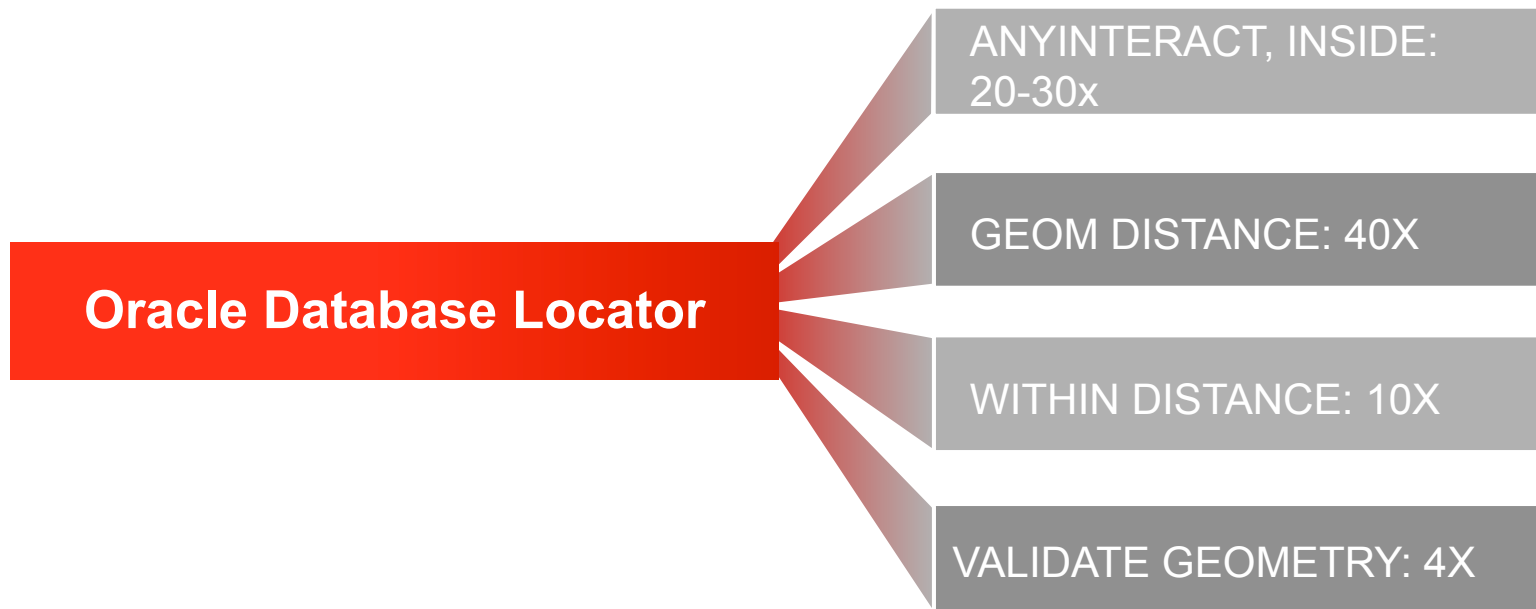 Oracle Database Locator
ANYINTERACT, INSIDE:
20-30x
GEOM DISTANCE: 40X
WITHIN DISTANCE: 10X
VALIDATE GEOMETRY: 4X